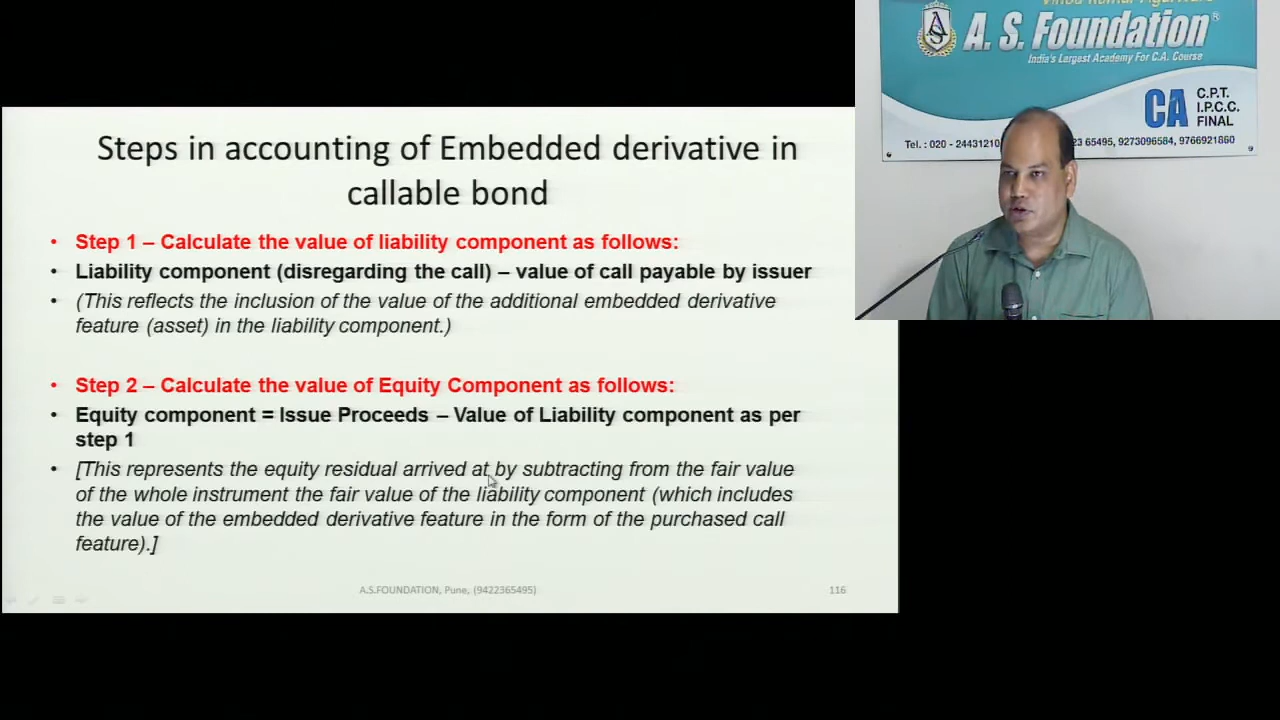 Steps in accounting of Embedded derivative in
callable bond
• Step 1 – Calculate the value of liability component as follows:
• Liability component (disregarding the call) – value of call payable by issuer
• (This reflects the inclusion of the value of the additional embedded derivative
feature (asset) in the liability component.)
• Step 2 – Calculate the value of Equity Component as follows:
• Equity component = Issue Proceeds – Value of Liability component as per
step 1
• [This represents the equity residual arrived at by subtracting from the fair value
of the whole instrument the fair value of the liability component (which includes
the value of the embedded derivative feature in the form of the purchased call
feature).]
A.S.FOUNDATION, Pune, (9422365495)
116
A. S. Foundation®
India's Largest Academy For C.A. Course
CA
C.P.T.
I.P.C.C.
FINAL
Tel. : 020 - 24431210 23 65495, 9273096584, 9766921860